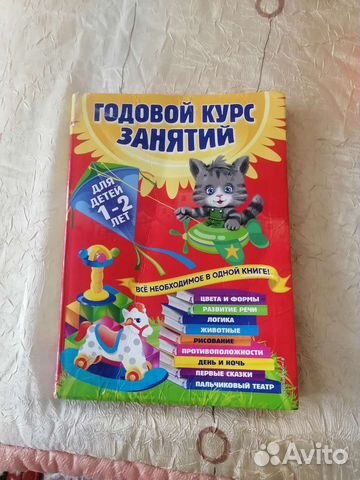 ГОДОВОЙ КУРС
ЗАНЯТИЙ
ДЛЯ
ДЕТЕЙ
1-2
ЛЕТ
ВСЁ НЕОБХОДИМОЕ В ОДНОЙ КНИГЕ!
ЦВЕТА И ФОРМЫ
РАЗВИТИЕ РЕЧИ
ЛОГИКА
ЖИВОТНЫЕ
РИСОВАНИЕ
ПРОТИВОПОЛОЖНОСТИ
ДЕНЬ И НОЧЬ
ПЕРВЫЕ СКАЗКИ
ПАЛЬЧИКОВЫЙ ТЕАТР
Avito